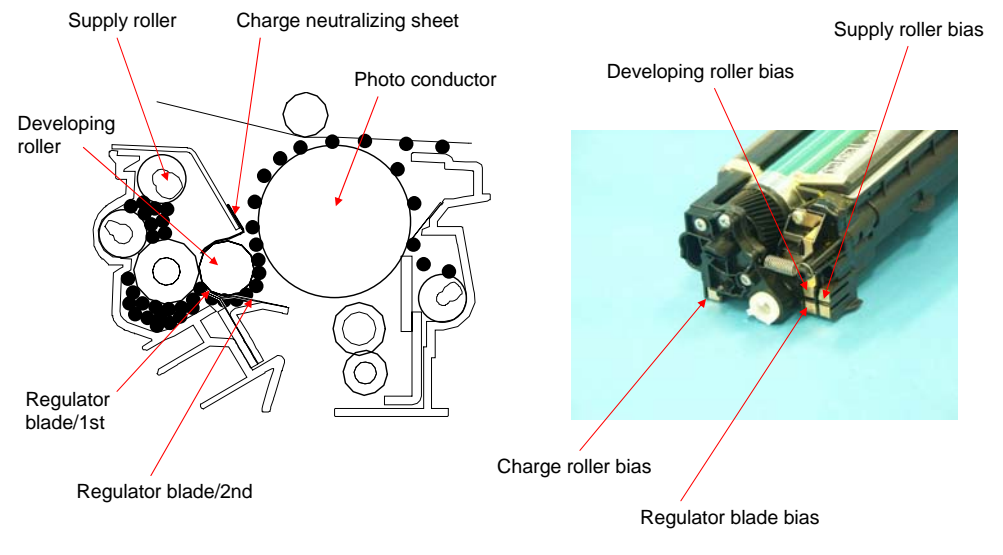 Supply roller
Charge neutralizing sheet
Photo conductor
Developing
roller
Regulator
blade/1st
Regulator blade/2nd
Supply roller bias
Developing roller bias
Charge roller bias
Regulator blade bias